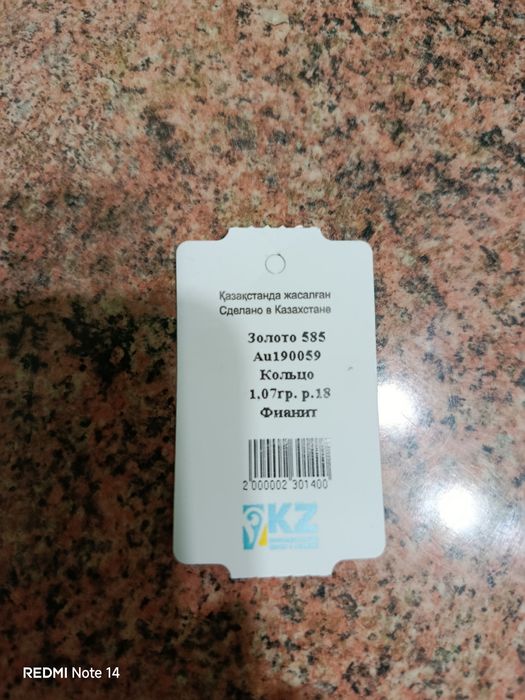 Қазақстанда жасалған
Сделано в Казахстане
Золото 585
Au190059
Кольцо
1.07гр. р.18
Фианит
2 000002 301400
KZ
REDMI Note 14